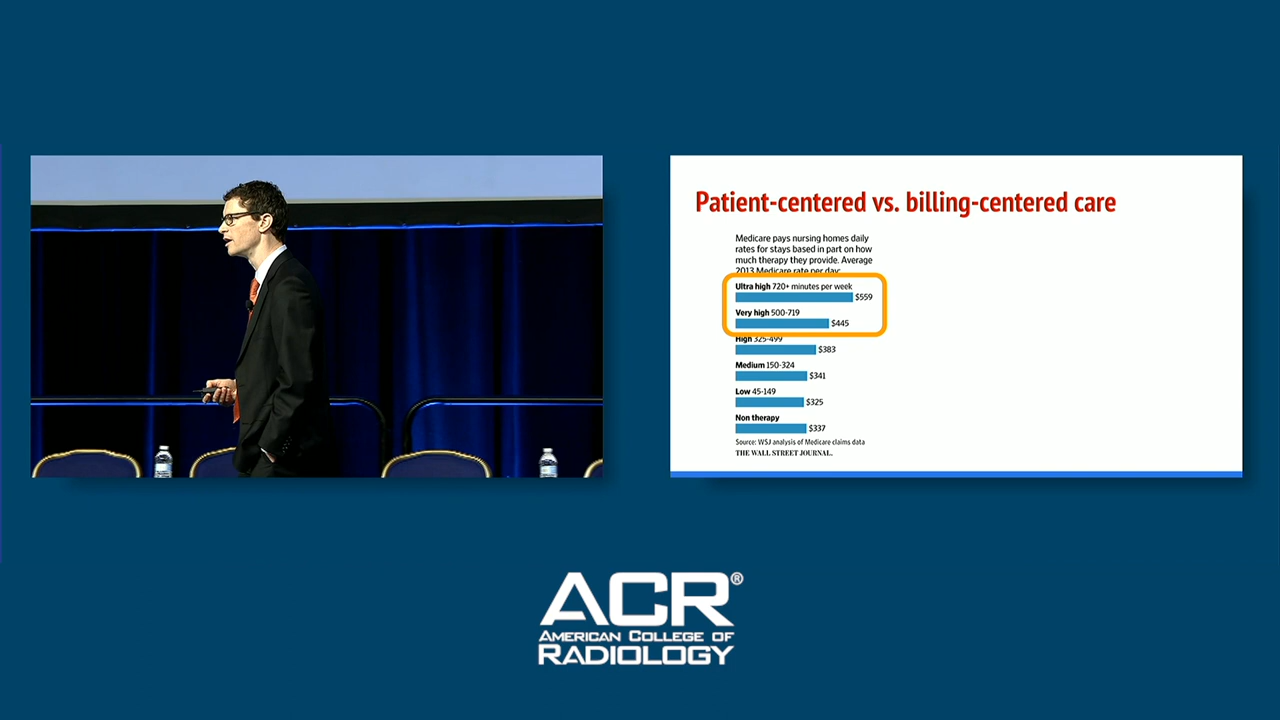 Patient-centered vs. billing-centered care
Medicare pays nursing homes daily
rates for stays based in part on how
much therapy they provide. Average
2013 Medicare rate per day:
Ultra high 720+ minutes per week
$559
Very high 500-719
$445
High 325-499
$383
Medium 150-324
$341
Low 45-149
$325
Non therapy
$337
Source: WSJ analysis of Medicare claims data
THE WALL STREET JOURNAL.
ACR®
AMERICAN COLLEGE OF
RADIOLOGY